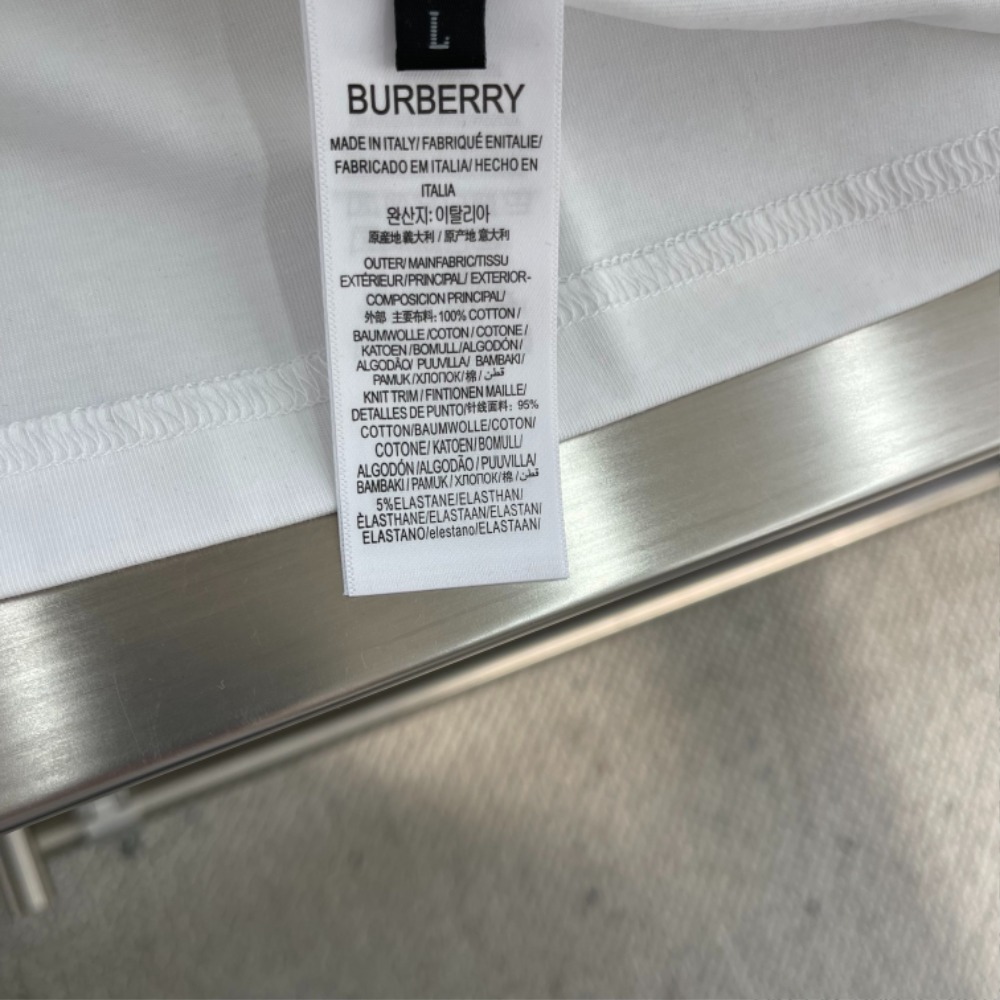 L
BURBERRY
MADE IN ITALY/ FABRIQUÉ ENITALIE/
FABRICADO EM ITALIA/ HECHO EN
ITALIA
완산지: 이탈리아
原産地義大利 / 原产地意大利
OUTER/ MAINFABRIC/TISSU
EXTÉRIEUR/PRINCIPAL/ EXTERIOR-
COMPOSICION PRINCIPAL/
外部 主要布料: 100% COTTON /
BAUMWOLLE /COTON / COTONE /
KATOEN /BOMULL/ALGODÓN /
ALGODÃO/ PUUVILLA/ BAMBAKI/
PAMUK /ХЛОПОК/棉 / قطن
KNIT TRIM / FINTIONEN MAILLE/
DETALLES DE PUNTO/针线面料: 95%
COTTON/BAUMWOLLE/COTON/
COTONE/ KATOEN/BOMULL/
ALGODÓN /ALGODÃO / PUUVILLA/
BAMBAKI / PAMUK / ХЛОПОК/棉 / قطن
5%ELASTANE/ELASTHAN/
ÈLASTHANE/ELASTAAN/ELASTAN/
ELASTANO/elestano/ELASTAAN/